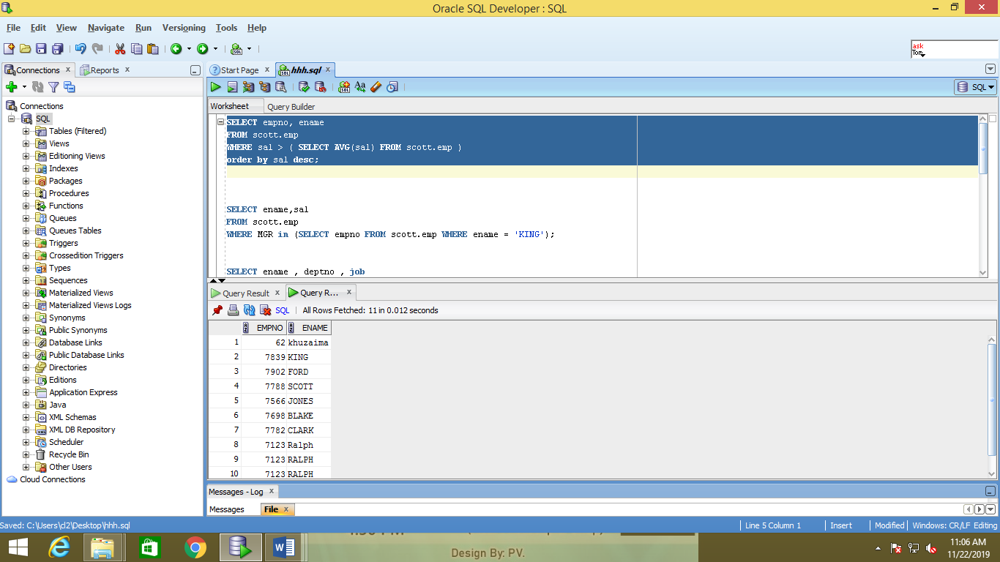 Oracle SQL Developer : SQL
File Edit View Navigate Run Versioning Tools Help
ask
Tom
Connections Reports
Start Page hhh.sql
SQL
Worksheet Query Builder
Connections
SQL
Tables (Filtered)
Views
Editioning Views
Indexes
Packages
Procedures
Functions
Queues
Queues Tables
Triggers
Crossedition Triggers
Types
Sequences
Materialized Views
Materialized Views Logs
Synonyms
Public Synonyms
Database Links
Public Database Links
Directories
Editions
Application Express
Java
XML Schemas
XML DB Repository
Scheduler
Recycle Bin
Other Users
Cloud Connections
SELECT empno, ename
FROM scott.emp
WHERE sal > ( SELECT AVG(sal) FROM scott.emp )
order by sal desc;
SELECT ename,sal
FROM scott.emp
WHERE MGR in (SELECT empno FROM scott.emp WHERE ename = 'KING');
SELECT ename , deptno , job
Query Result Query R...
SQL All Rows Fetched: 11 in 0.012 seconds
EMPNO ENAME
1 62 khuzaima
2 7839 KING
3 7902 FORD
4 7788 SCOTT
5 7566 JONES
6 7698 BLAKE
7 7782 CLARK
8 7123 Ralph
9 7123 RALPH
10 7123 RALPH
Messages - Log
Messages File
Saved: C:\Users\cl2\Desktop\hhh.sql
Line 5 Column 1 Insert Modified Windows: CR/LF Editing
Design By: PV.
11:06 AM
11/22/2019